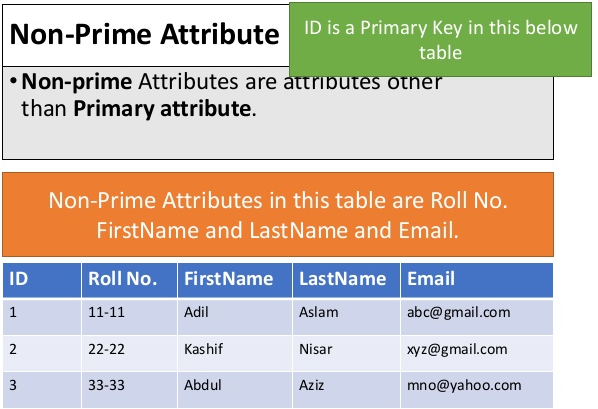 Non-Prime Attribute
ID is a Primary Key in this below
table
•Non-prime Attributes are attributes other
than Primary attribute.
Non-Prime Attributes in this table are Roll No.
FirstName and LastName and Email.
ID Roll No. FirstName LastName Email
1 11-11 Adil Aslam abc@gmail.com
2 22-22 Kashif Nisar xyz@gmail.com
3 33-33 Abdul Aziz mno@yahoo.com